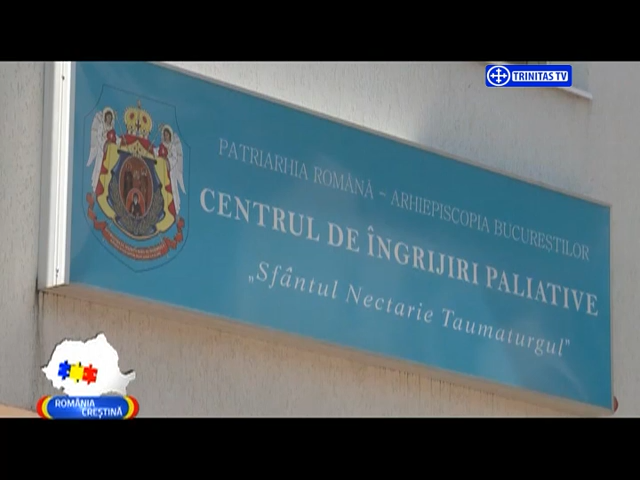 TRINITAS TV
PATRIARHIA ROMÂNĂ – ARHIEPISCOPIA BUCUREȘTILOR
CENTRUL DE ÎNGRIJIRI PALIATIVE
„Sfântul Nectarie Taumaturgul”
ROMÂNIA
CREȘTINĂ